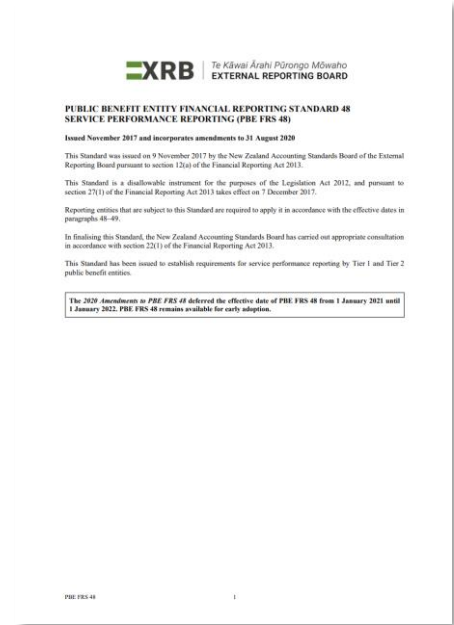 XRB
Te Kāwai Ārahi Pūrongo Mōwaho
EXTERNAL REPORTING BOARD
PUBLIC BENEFIT ENTITY FINANCIAL REPORTING STANDARD 48
SERVICE PERFORMANCE REPORTING (PBE FRS 48)
Issued November 2017 and incorporates amendments to 31 August 2020
This Standard was issued on 9 November 2017 by the New Zealand Accounting Standards Board of the External
Reporting Board pursuant to section 12(a) of the Financial Reporting Act 2013.
This Standard is a disallowable instrument for the purposes of the Legislation Act 2012, and pursuant to
section 27(1) of the Financial Reporting Act 2013 takes effect on 7 December 2017.
Reporting entities that are subject to this Standard are required to apply it in accordance with the effective dates in
paragraphs 48–49.
In finalising this Standard, the New Zealand Accounting Standards Board has carried out appropriate consultation
in accordance with section 22(1) of the Financial Reporting Act 2013.
This Standard has been issued to establish requirements for service performance reporting by Tier 1 and Tier 2
public benefit entities.
The 2020 Amendments to PBE FRS 48 deferred the effective date of PBE FRS 48 from 1 January 2021 until
1 January 2022. PBE FRS 48 remains available for early adoption.
PBE FRS 48 1